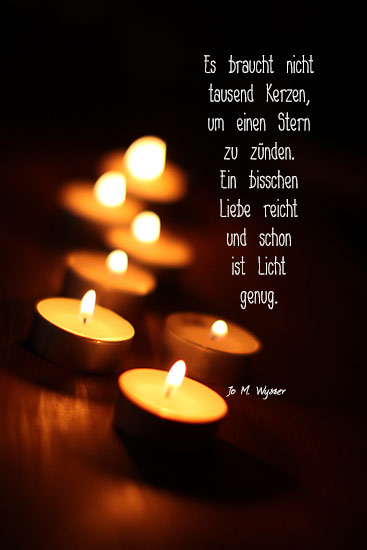 Es braucht nicht
tausend Kerzen,
um einen Stern
zu zünden.
Ein bisschen
Liebe reicht
und schon
ist Licht
genug.
Jo M. Wysser